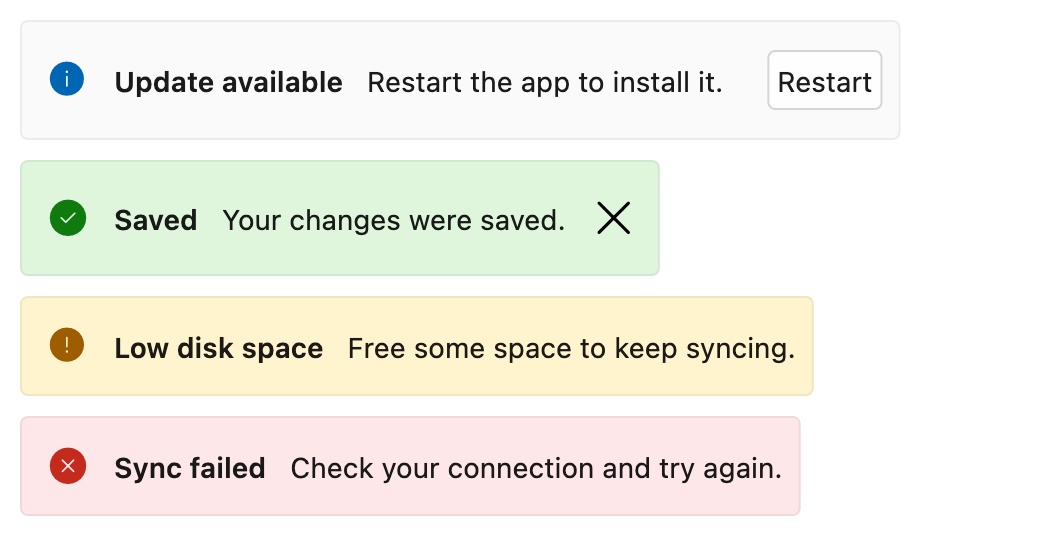 Update available Restart the app to install it. Restart
Saved Your changes were saved.
Low disk space Free some space to keep syncing.
Sync failed Check your connection and try again.